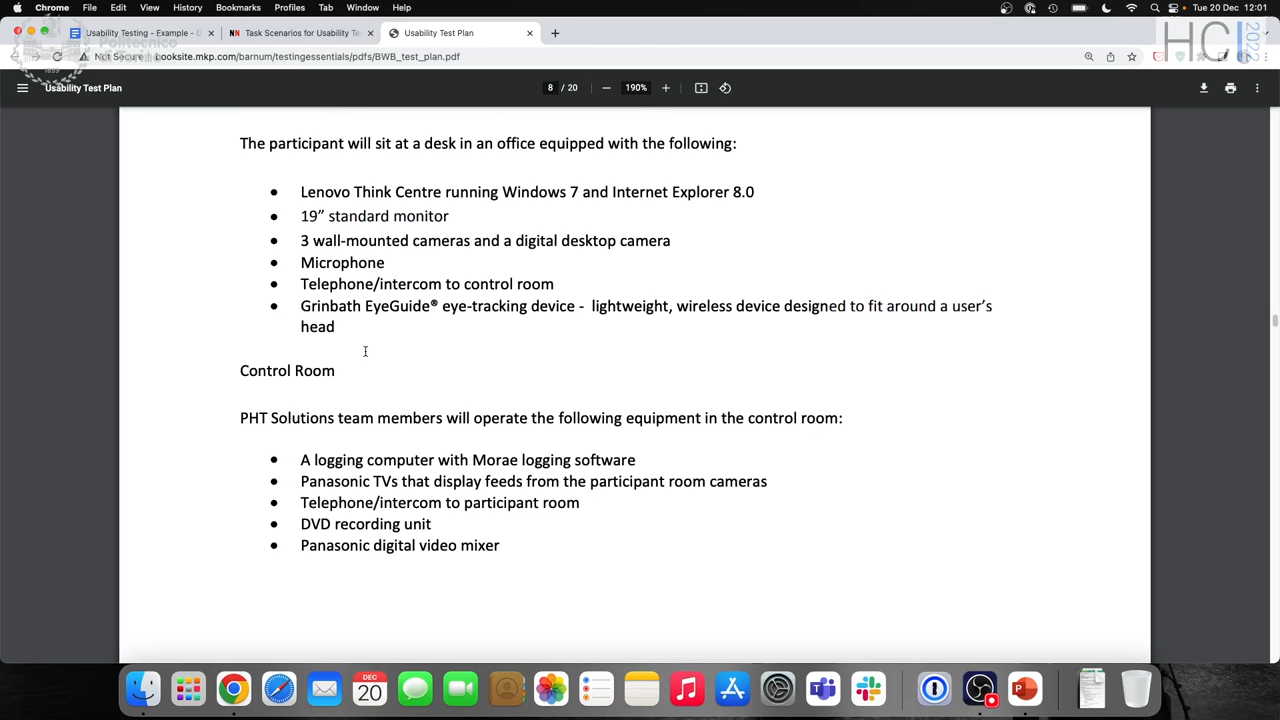 Chrome File Edit View History Bookmarks Profiles Tab Window Help Tue 20 Dec 12:01
Usability Testing - Example - G Task Scenarios for Usability Te Usability Test Plan
Politecnico
HCI 2022
1859
Not Secure booksite.mkp.com/barnum/testingessentials/pdfs/BWB_test_plan.pdf
Usability Test Plan 8 / 20 190%
The participant will sit at a desk in an office equipped with the following:
• Lenovo Think Centre running Windows 7 and Internet Explorer 8.0
• 19” standard monitor
• 3 wall-mounted cameras and a digital desktop camera
• Microphone
• Telephone/intercom to control room
• Grinbath EyeGuide® eye-tracking device - lightweight, wireless device designed to fit around a user’s
head
Control Room
PHT Solutions team members will operate the following equipment in the control room:
• A logging computer with Morae logging software
• Panasonic TVs that display feeds from the participant room cameras
• Telephone/intercom to participant room
• DVD recording unit
• Panasonic digital video mixer
DEC
20